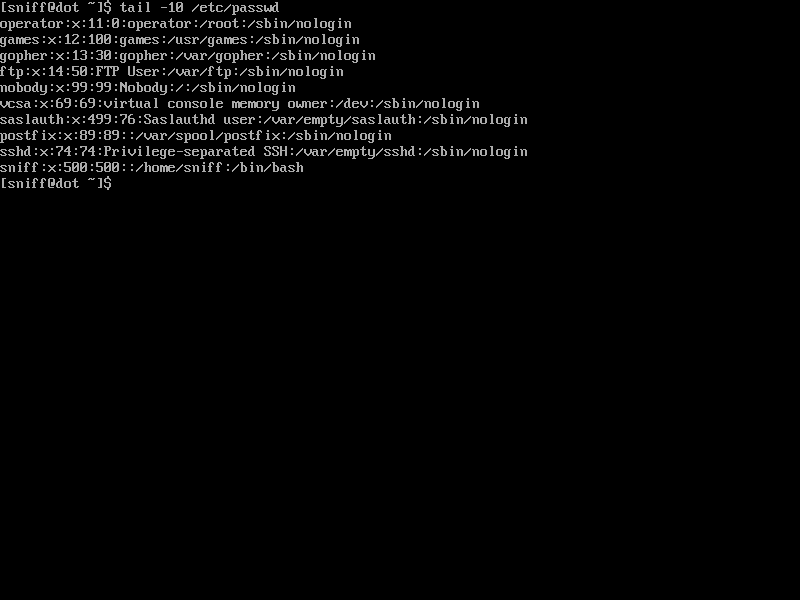 [sniff@dot ~]$ tail -10 /etc/passwd
operator:x:11:0:operator:/root:/sbin/nologin
games:x:12:100:games:/usr/games:/sbin/nologin
gopher:x:13:30:gopher:/var/gopher:/sbin/nologin
ftp:x:14:50:FTP User:/var/ftp:/sbin/nologin
nobody:x:99:99:Nobody:/:/sbin/nologin
vcsa:x:69:69:virtual console memory owner:/dev:/sbin/nologin
saslauth:x:499:76:Saslauthd user:/var/empty/saslauth:/sbin/nologin
postfix:x:89:89::/var/spool/postfix:/sbin/nologin
sshd:x:74:74:Privilege-separated SSH:/var/empty/sshd:/sbin/nologin
sniff:x:500:500::/home/sniff:/bin/bash
[sniff@dot ~]$